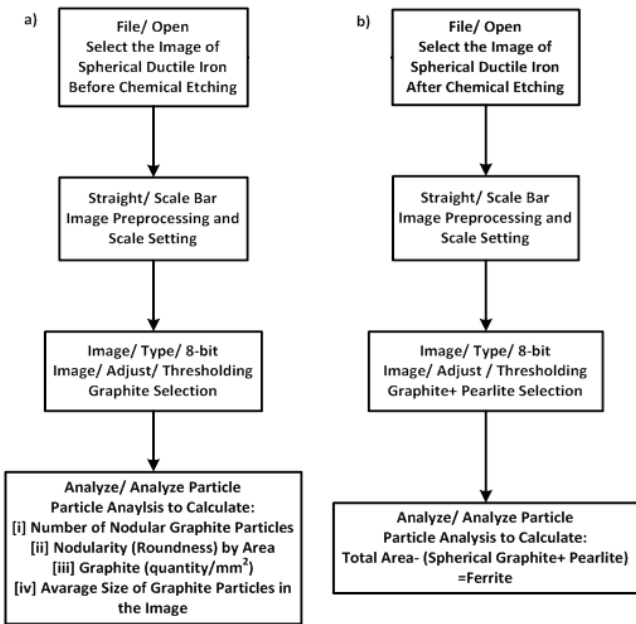 a)
File/ Open
Select the Image of
Spherical Ductile Iron
Before Chemical Etching
Straight/ Scale Bar
Image Preprocessing and
Scale Setting
Image/ Type/ 8-bit
Image/ Adjust/ Thresholding
Graphite Selection
Analyze/ Analyze Particle
Particle Anaylsis to Calculate:
[i] Number of Nodular Graphite Particles
[ii] Nodularity (Roundness) by Area
[iii] Graphite (quantity/mm²)
[iv] Avarage Size of Graphite Particles in
the Image
b)
File/ Open
Select the Image of
Spherical Ductile Iron
After Chemical Etching
Straight/ Scale Bar
Image Preprocessing and
Scale Setting
Image/ Type/ 8-bit
Image/ Adjust / Thresholding
Graphite+ Pearlite Selection
Analyze/ Analyze Particle
Particle Analysis to Calculate:
Total Area- (Spherical Graphite+ Pearlite)
=Ferrite